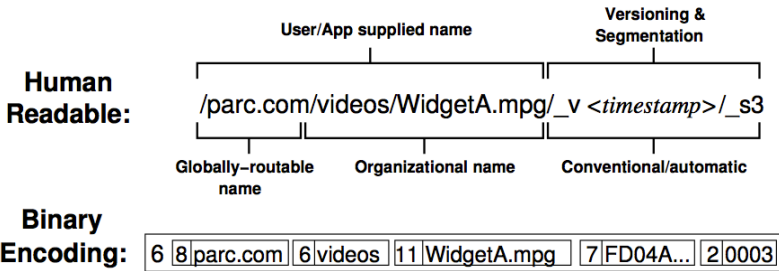 User/App supplied name
Versioning &
Segmentation
Human
Readable:
/parc.com/videos/WidgetA.mpg/_v <timestamp>/_s3
Globally-routable
name
Organizational name
Conventional/automatic
Binary
Encoding:
6 8 parc.com 6 videos 11 WidgetA.mpg 7 FD04A... 2 0003